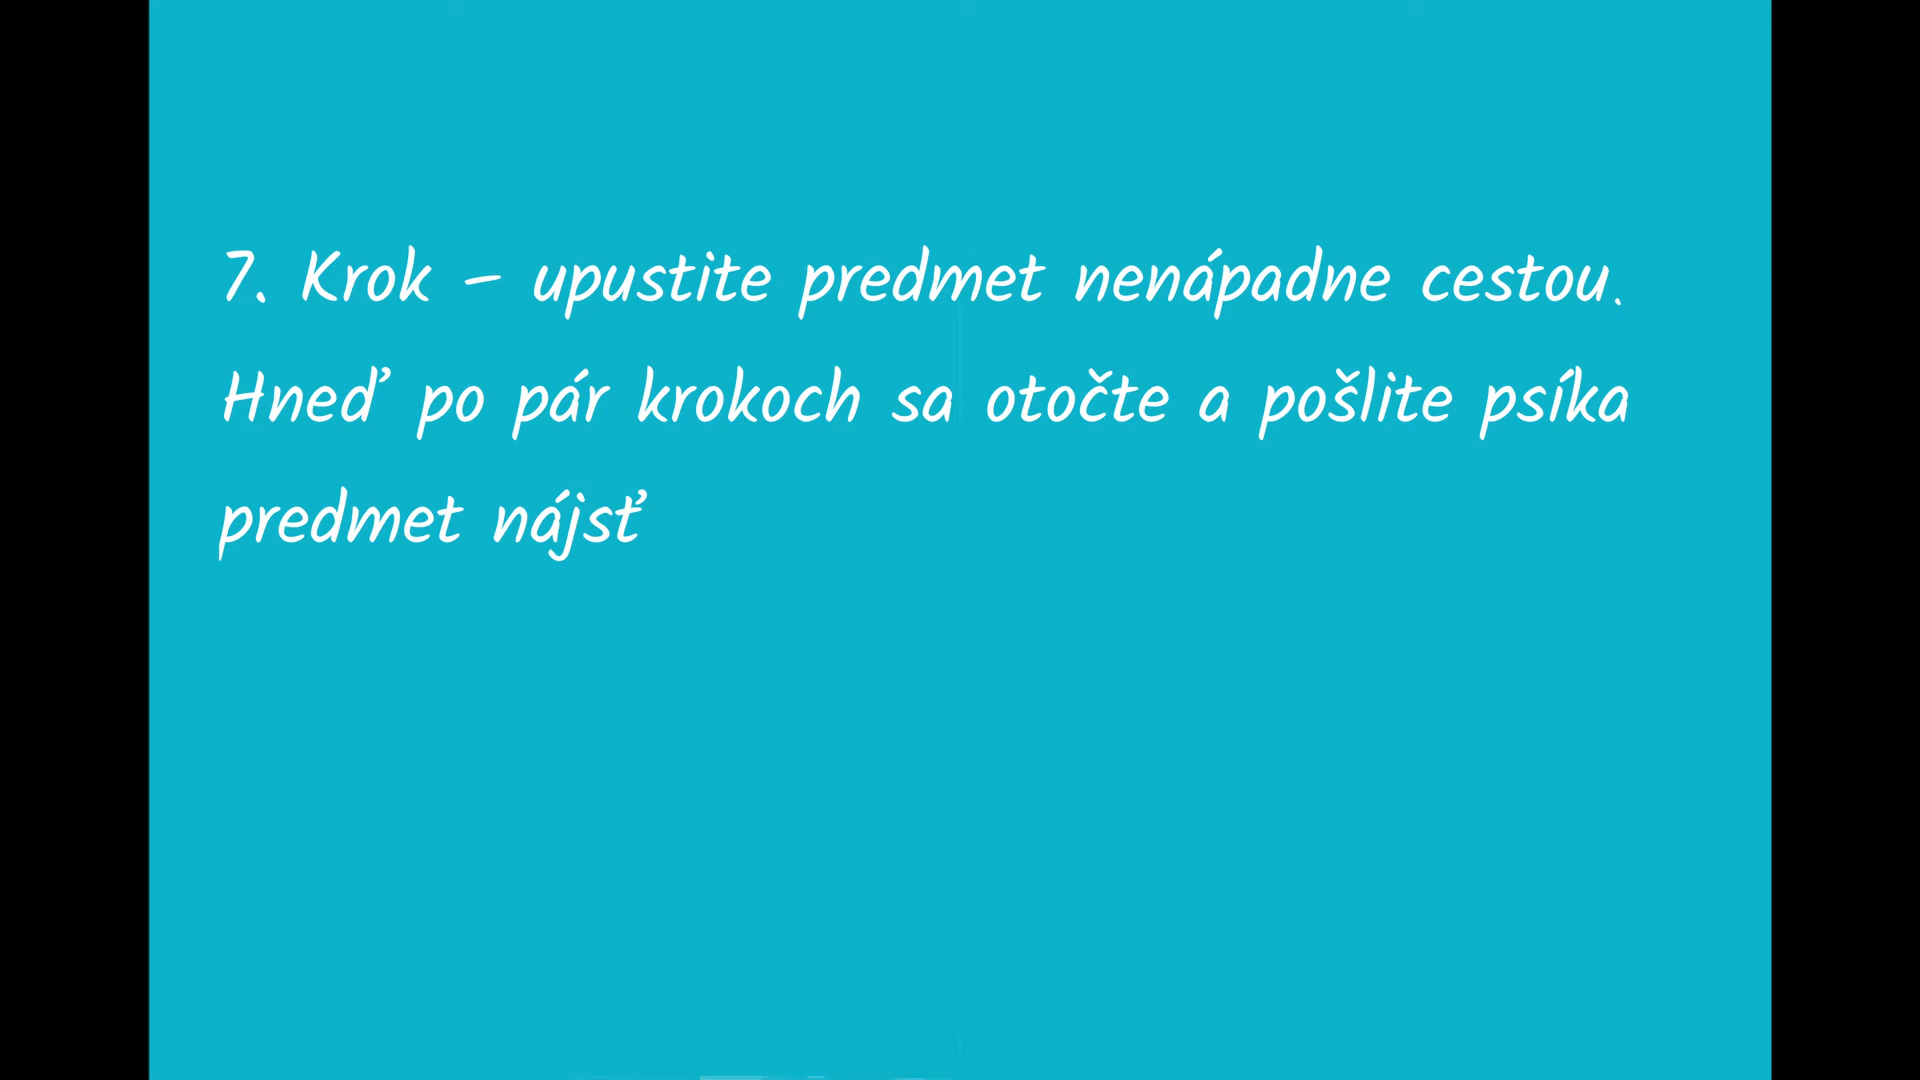 7. Krok – upustite predmet nenápadne cestou.
Hneď po pár krokoch sa otočte a pošlite psíka
predmet nájsť